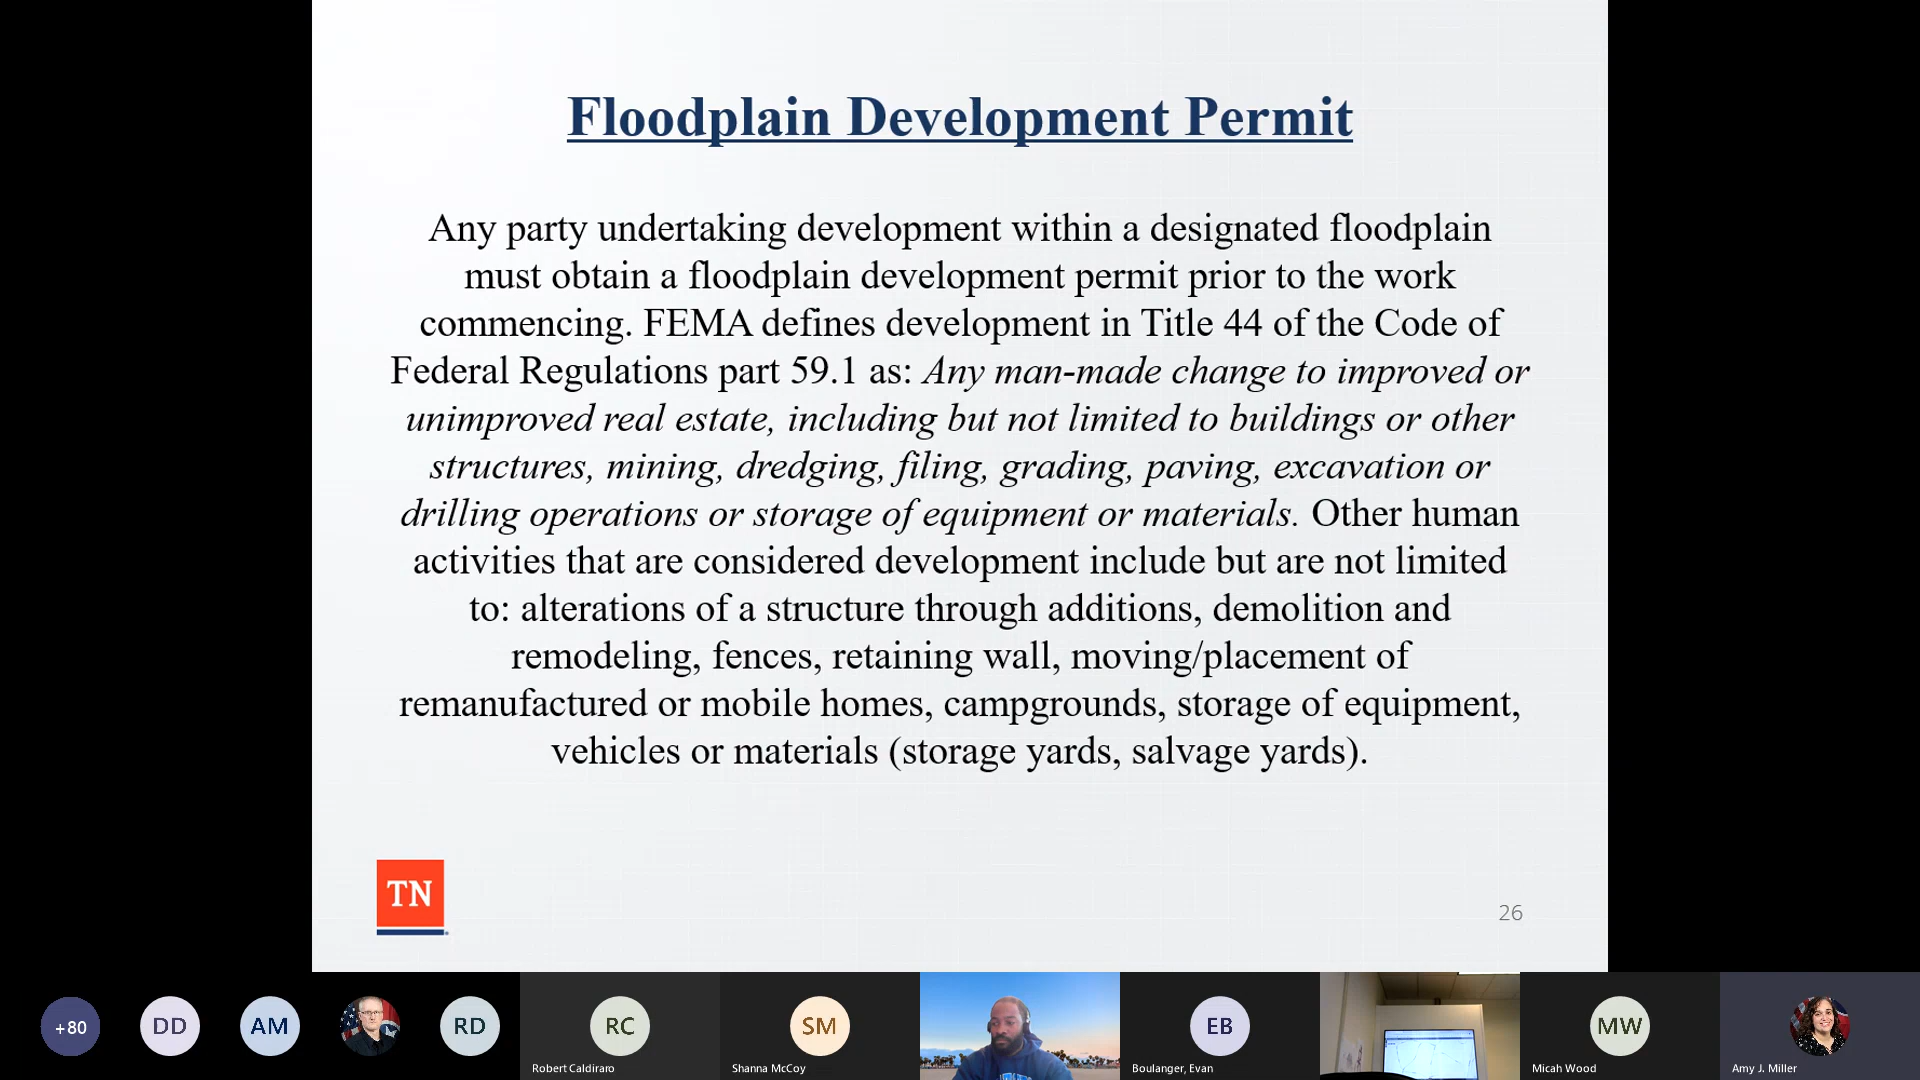 Floodplain Development Permit
Any party undertaking development within a designated floodplain
must obtain a floodplain development permit prior to the work
commencing. FEMA defines development in Title 44 of the Code of
Federal Regulations part 59.1 as: Any man-made change to improved or
unimproved real estate, including but not limited to buildings or other
structures, mining, dredging, filing, grading, paving, excavation or
drilling operations or storage of equipment or materials. Other human
activities that are considered development include but are not limited
to: alterations of a structure through additions, demolition and
remodeling, fences, retaining wall, moving/placement of
remanufactured or mobile homes, campgrounds, storage of equipment,
vehicles or materials (storage yards, salvage yards).
TN
26
+80
DD
AM
RD
RC
SM
EB
MW
Robert Caldiraro
Shanna McCoy
Boulanger, Evan
Micah Wood
Amy J. Miller